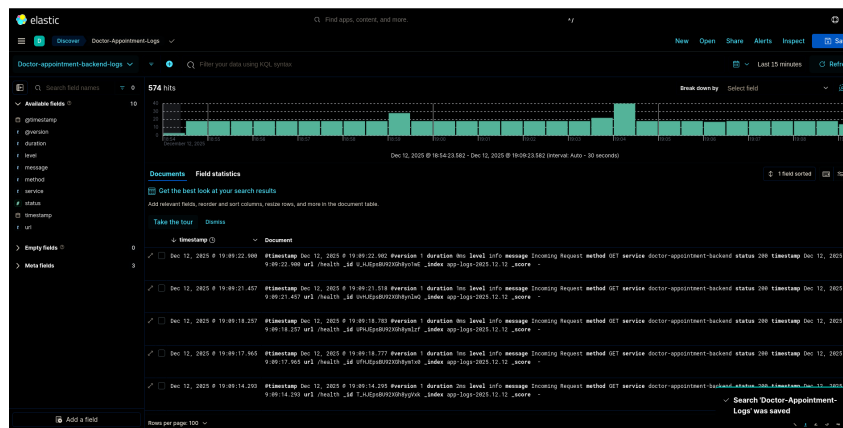 elastic
Find apps, content, and more.
D Discover Doctor-Appointment-Logs
New Open Share Alerts Inspect
Doctor-appointment-backend-logs
Filter your data using KQL syntax
Last 15 minutes
Search field names
0
574 hits
Break down by Select field
Available fields 10
@timestamp
@version
duration
level
message
method
service
status
timestamp
url
Empty fields 0
Meta fields 3
December 12, 2025
Dec 12, 2025 @ 18:54:23.582 - Dec 12, 2025 @ 19:09:23.582 (interval: Auto - 30 seconds)
Documents Field statistics
1 field sorted
Get the best look at your search results
Add relevant fields, reorder and sort columns, resize rows, and more in the document table.
Take the tour Dismiss
timestamp Document
Dec 12, 2025 @ 19:09:22.900 @timestamp Dec 12, 2025 @ 19:09:22.902 @version 1 duration 0ms level info message Incoming Request method GET service doctor-appointment-backend status 200 timestamp Dec 12, 2025
9:09:22.900 url /health _index app-logs-2025.12.12 _score -
Dec 12, 2025 @ 19:09:21.457 @timestamp Dec 12, 2025 @ 19:09:21.518 @version 1 duration 1ms level info message Incoming Request method GET service doctor-appointment-backend status 200 timestamp Dec 12, 2025
9:09:21.457 url /health _index app-logs-2025.12.12 _score -
Dec 12, 2025 @ 19:09:18.257 @timestamp Dec 12, 2025 @ 19:09:18.783 @version 1 duration 0ms level info message Incoming Request method GET service doctor-appointment-backend status 200 timestamp Dec 12, 2025
9:09:18.257 url /health _index app-logs-2025.12.12 _score -
Dec 12, 2025 @ 19:09:17.965 @timestamp Dec 12, 2025 @ 19:09:18.777 @version 1 duration 1ms level info message Incoming Request method GET service doctor-appointment-backend status 200 timestamp Dec 12, 2025
9:09:17.965 url /health _index app-logs-2025.12.12 _score -
Dec 12, 2025 @ 19:09:14.293 @timestamp Dec 12, 2025 @ 19:09:14.295 @version 1 duration 2ms level info message Incoming Request method GET service doctor-appointment-backend status 200 timestamp Dec 12, 2025
9:09:14.293 url /health _index app-logs-2025.12.12 _score -
Search 'Doctor-Appointment-
Logs' was saved
Add a field
Rows per page: 100